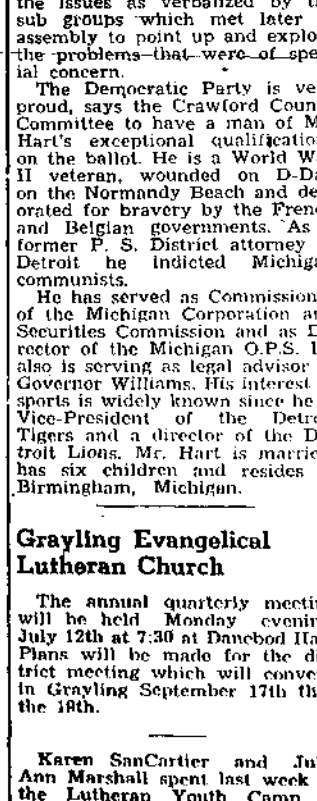 the issues as verbalized by th
sub groups which met later
assembly to point up and explo
the problems that were of spe
ial concern.
The Democratic Party is ve
proud, says the Crawford Coun
Committee to have a man of M
Hart's exceptional qualificatio
on the ballot. He is a World W
II veteran, wounded on D-Da
on the Normandy Beach and de
orated for bravery by the Fren
and Belgian governments. As
former P. S. District attorney
Detroit he indicted Michiga
communists.
He has served as Commission
of the Michigan Corporation an
Securities Commission and as D
rector of the Michigan O.P.S. I
also is serving as legal advisor
Governor Williams. His interest
sports is widely known since he
Vice-President of the Detro
Tigers and a director of the D
troit Lions. Mr. Hart is marrie
has six children and resides
Birmingham, Michigan.
Grayling Evangelical
Lutheran Church
The annual quarterly meetin
will be held Monday evenin
July 12th at 7:30 at Danebod Ha
Plans will be made for the di
trict meeting which will conve
in Grayling September 17th th
the 19th.
Karen SanCartier and Ju
Ann Marshall spent last week
the Lutheran Youth Camp